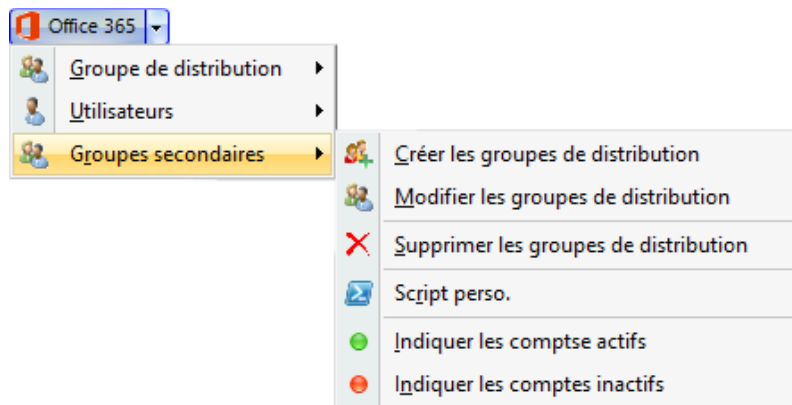 Office 365
Groupe de distribution
Utilisateurs
Groupes secondaires
Créer les groupes de distribution
Modifier les groupes de distribution
Supprimer les groupes de distribution
Script perso.
Indiquer les comptse actifs
Indiquer les comptes inactifs